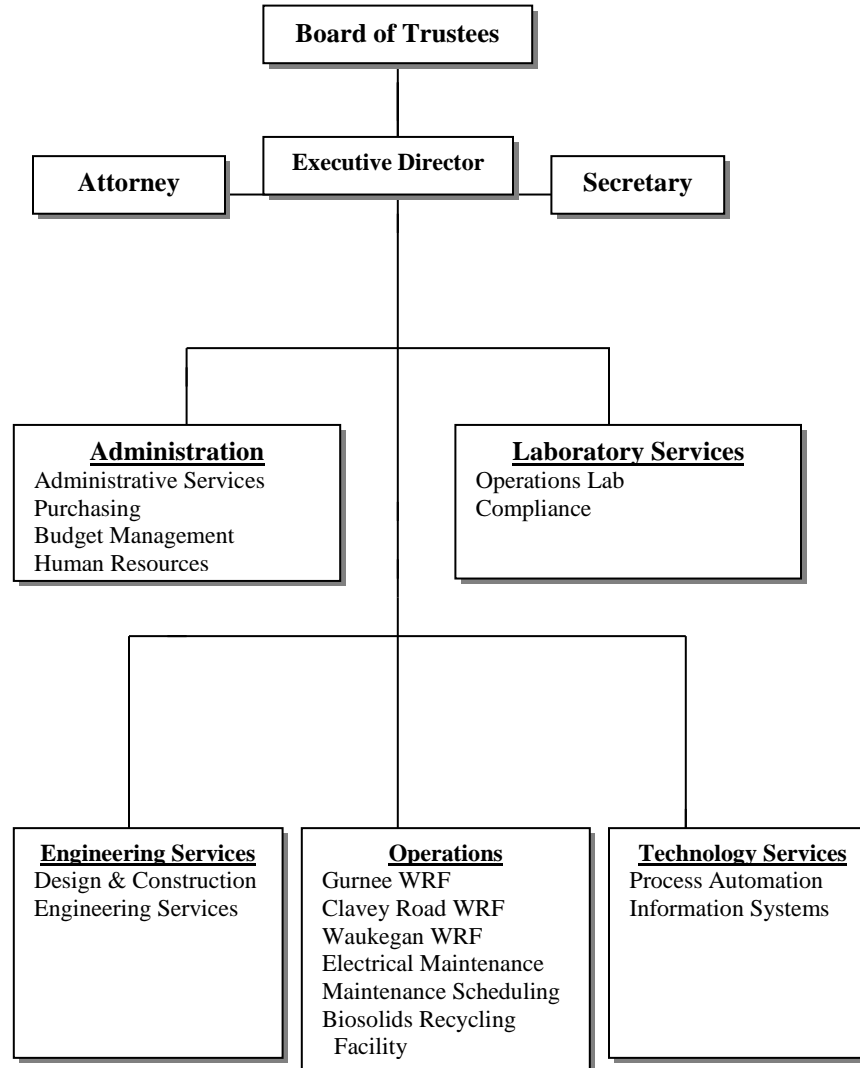 Board of Trustees
Executive Director
Attorney
Secretary
Administration
Administrative Services
Purchasing
Budget Management
Human Resources
Laboratory Services
Operations Lab
Compliance
Engineering Services
Design & Construction
Engineering Services
Operations
Gurnee WRF
Clavey Road WRF
Waukegan WRF
Electrical Maintenance
Maintenance Scheduling
Biosolids Recycling
Facility
Technology Services
Process Automation
Information Systems